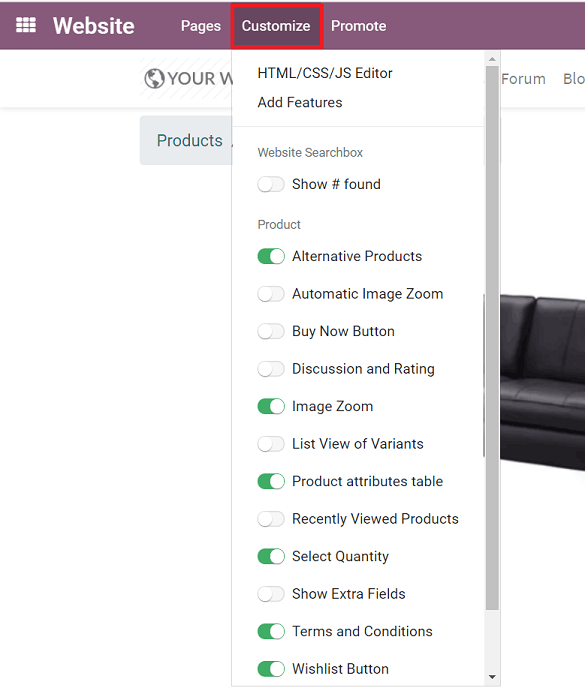 Website Pages Customize Promote
YOUR W
Forum Blo
Products
HTML/CSS/JS Editor
Add Features
Website Searchbox
Show # found
Product
Alternative Products
Automatic Image Zoom
Buy Now Button
Discussion and Rating
Image Zoom
List View of Variants
Product attributes table
Recently Viewed Products
Select Quantity
Show Extra Fields
Terms and Conditions
Wishlist Button